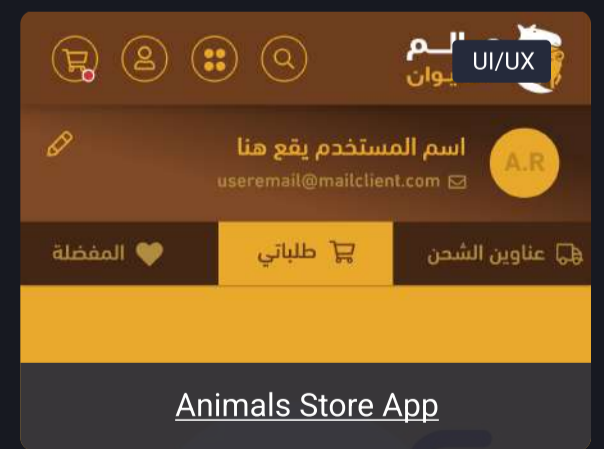 UI/UX
اسم المستخدم يقع هنا
A.R
useremail@mailclient.com
عناوين الشحن
طلباتي
المفضلة
Animals Store App